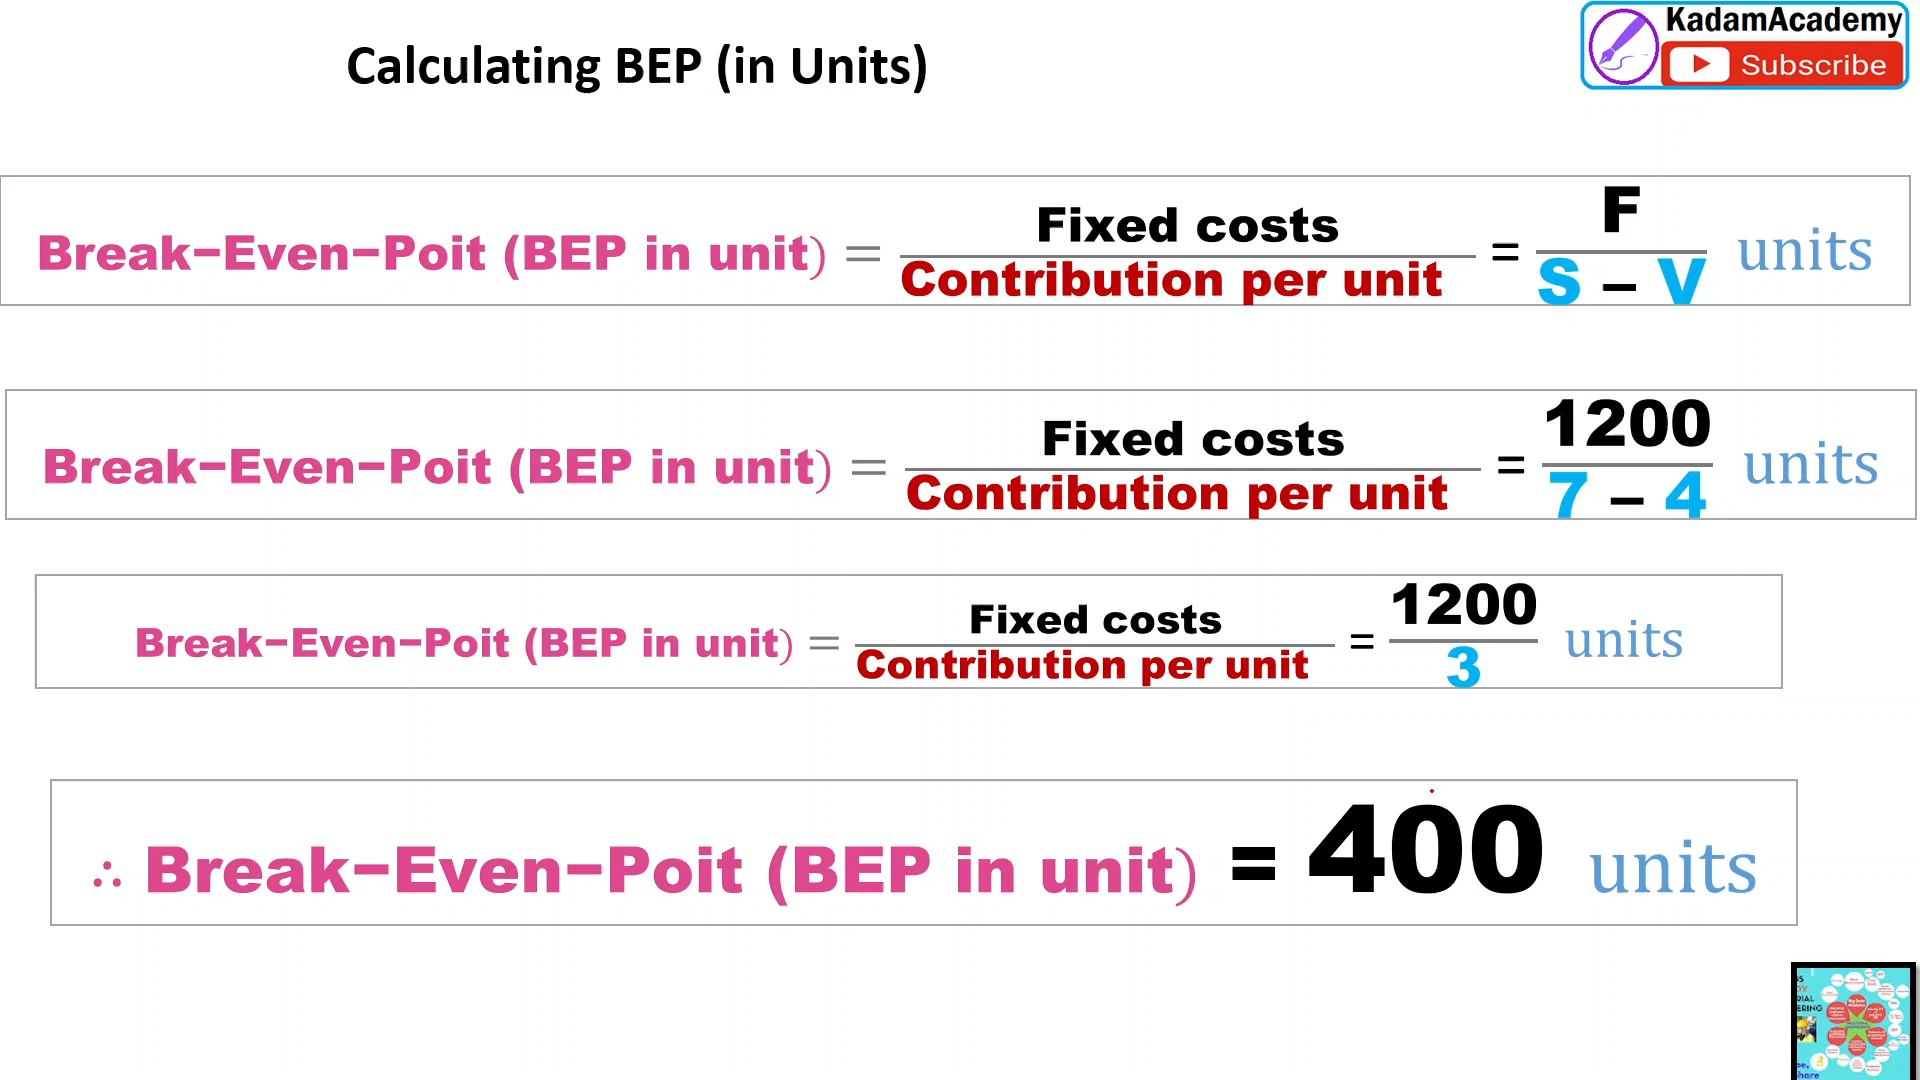 KadamAcademy
Subscribe
Calculating BEP (in Units)
Break−Even−Poit (BEP in unit) = Fixed costs / Contribution per unit = F / S – V units
Break−Even−Poit (BEP in unit) = Fixed costs / Contribution per unit = 1200 / 7 – 4 units
Break−Even−Poit (BEP in unit) = Fixed costs / Contribution per unit = 1200 / 3 units
∴ Break−Even−Poit (BEP in unit) = 400 units